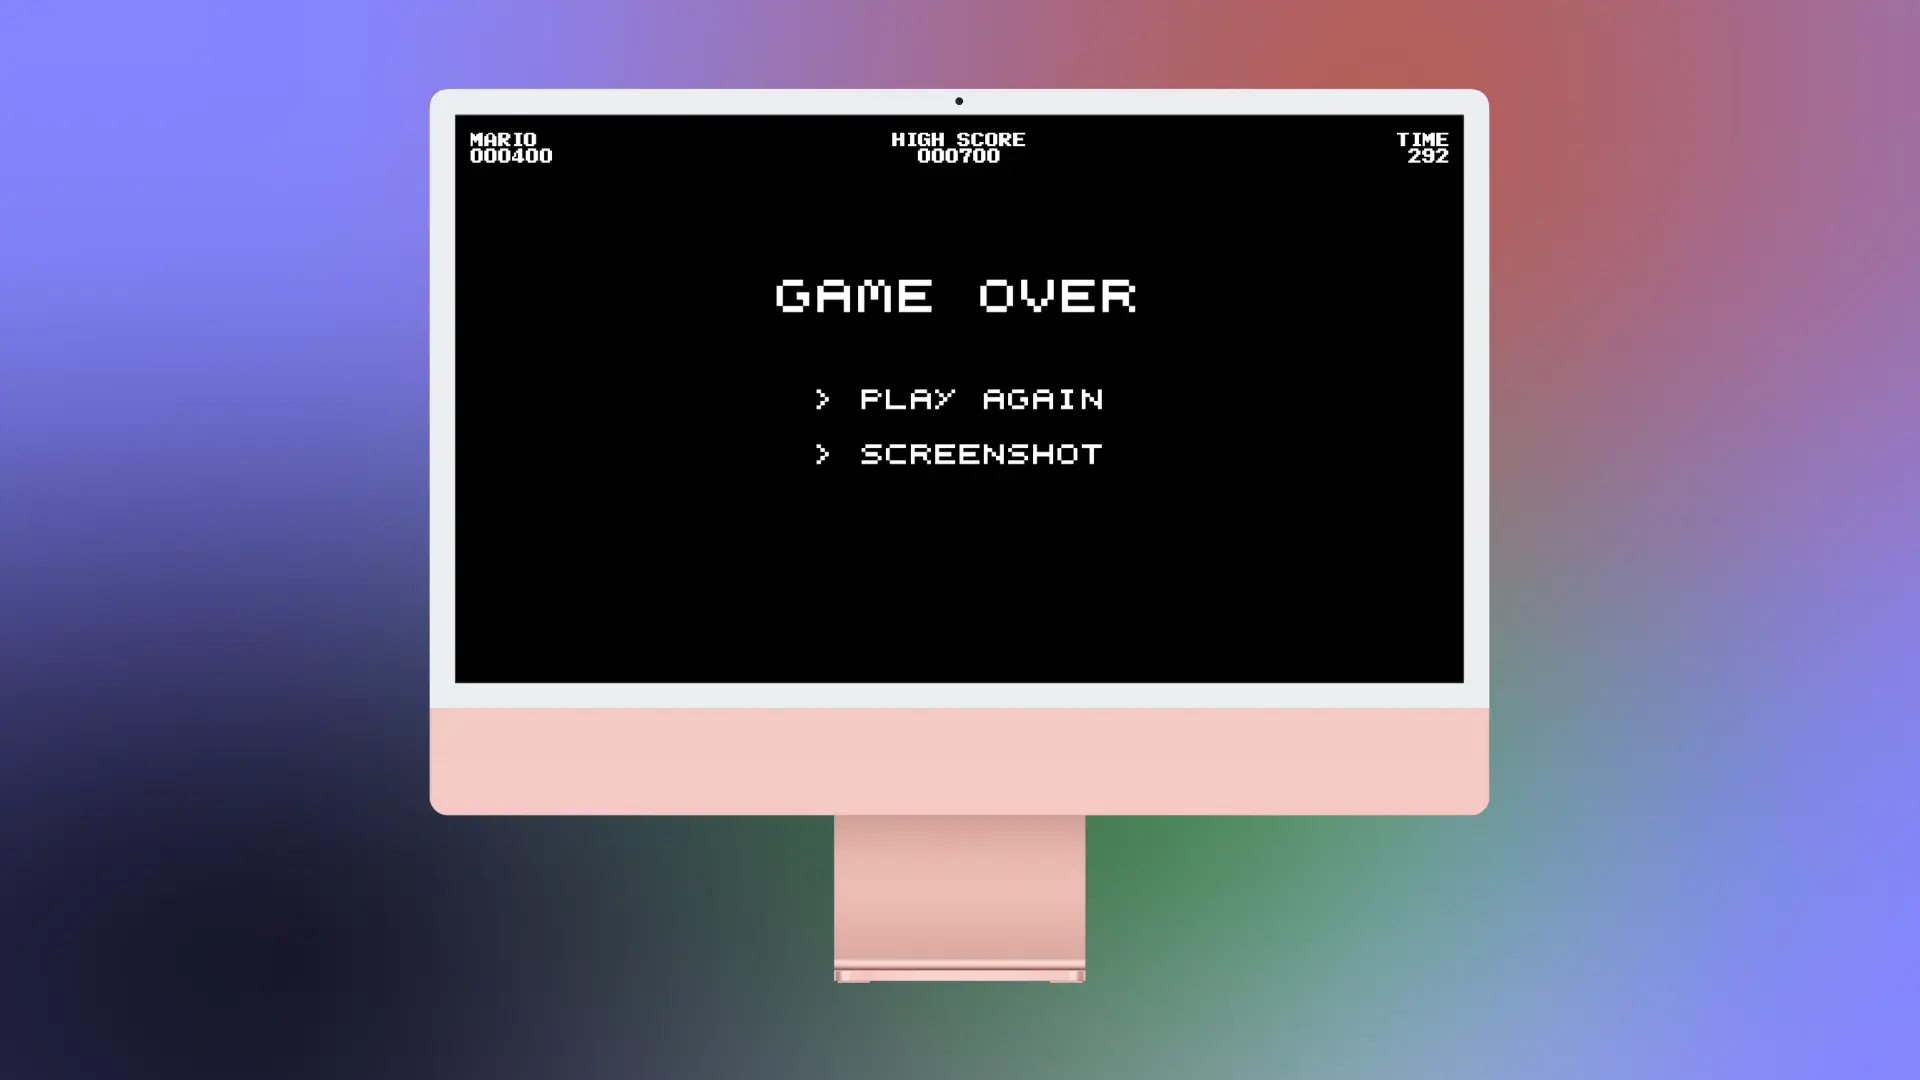 MARIO
000400
HIGH SCORE
000700
TIME
292
GAME OVER
> PLAY AGAIN
> SCREENSHOT